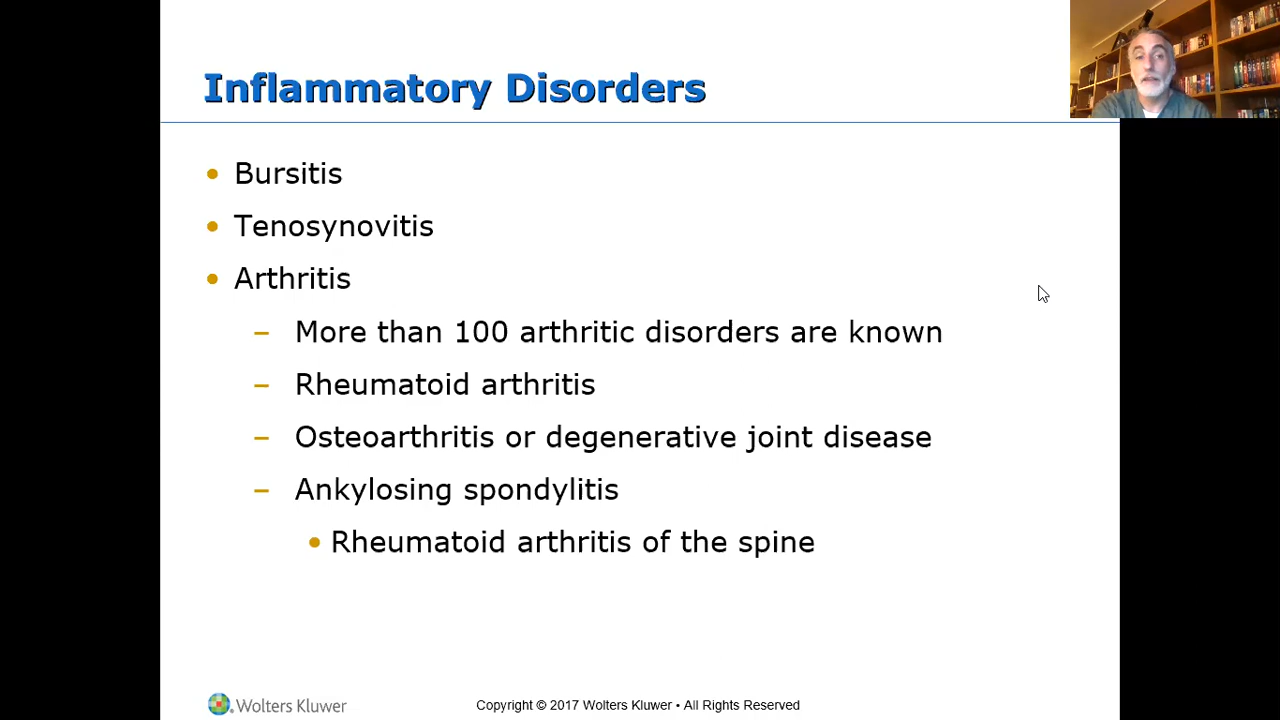 Inflammatory Disorders
• Bursitis
• Tenosynovitis
• Arthritis
– More than 100 arthritic disorders are known
– Rheumatoid arthritis
– Osteoarthritis or degenerative joint disease
– Ankylosing spondylitis
• Rheumatoid arthritis of the spine
Wolters Kluwer
Copyright © 2017 Wolters Kluwer • All Rights Reserved